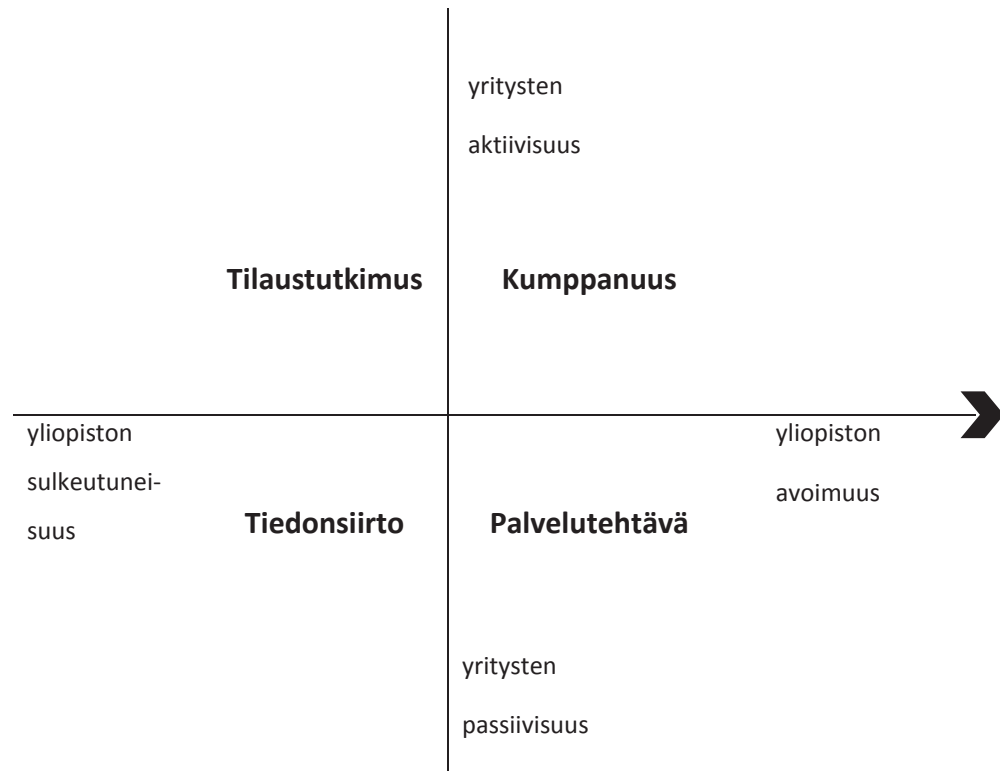 yritysten
aktiivisuus
Tilaustutkimus
Kumppanuus
yliopiston
sulkeutunei-
suus
yliopiston
avoimuus
Tiedonsiirto
Palvelutehtävä
yritysten
passiivisuus